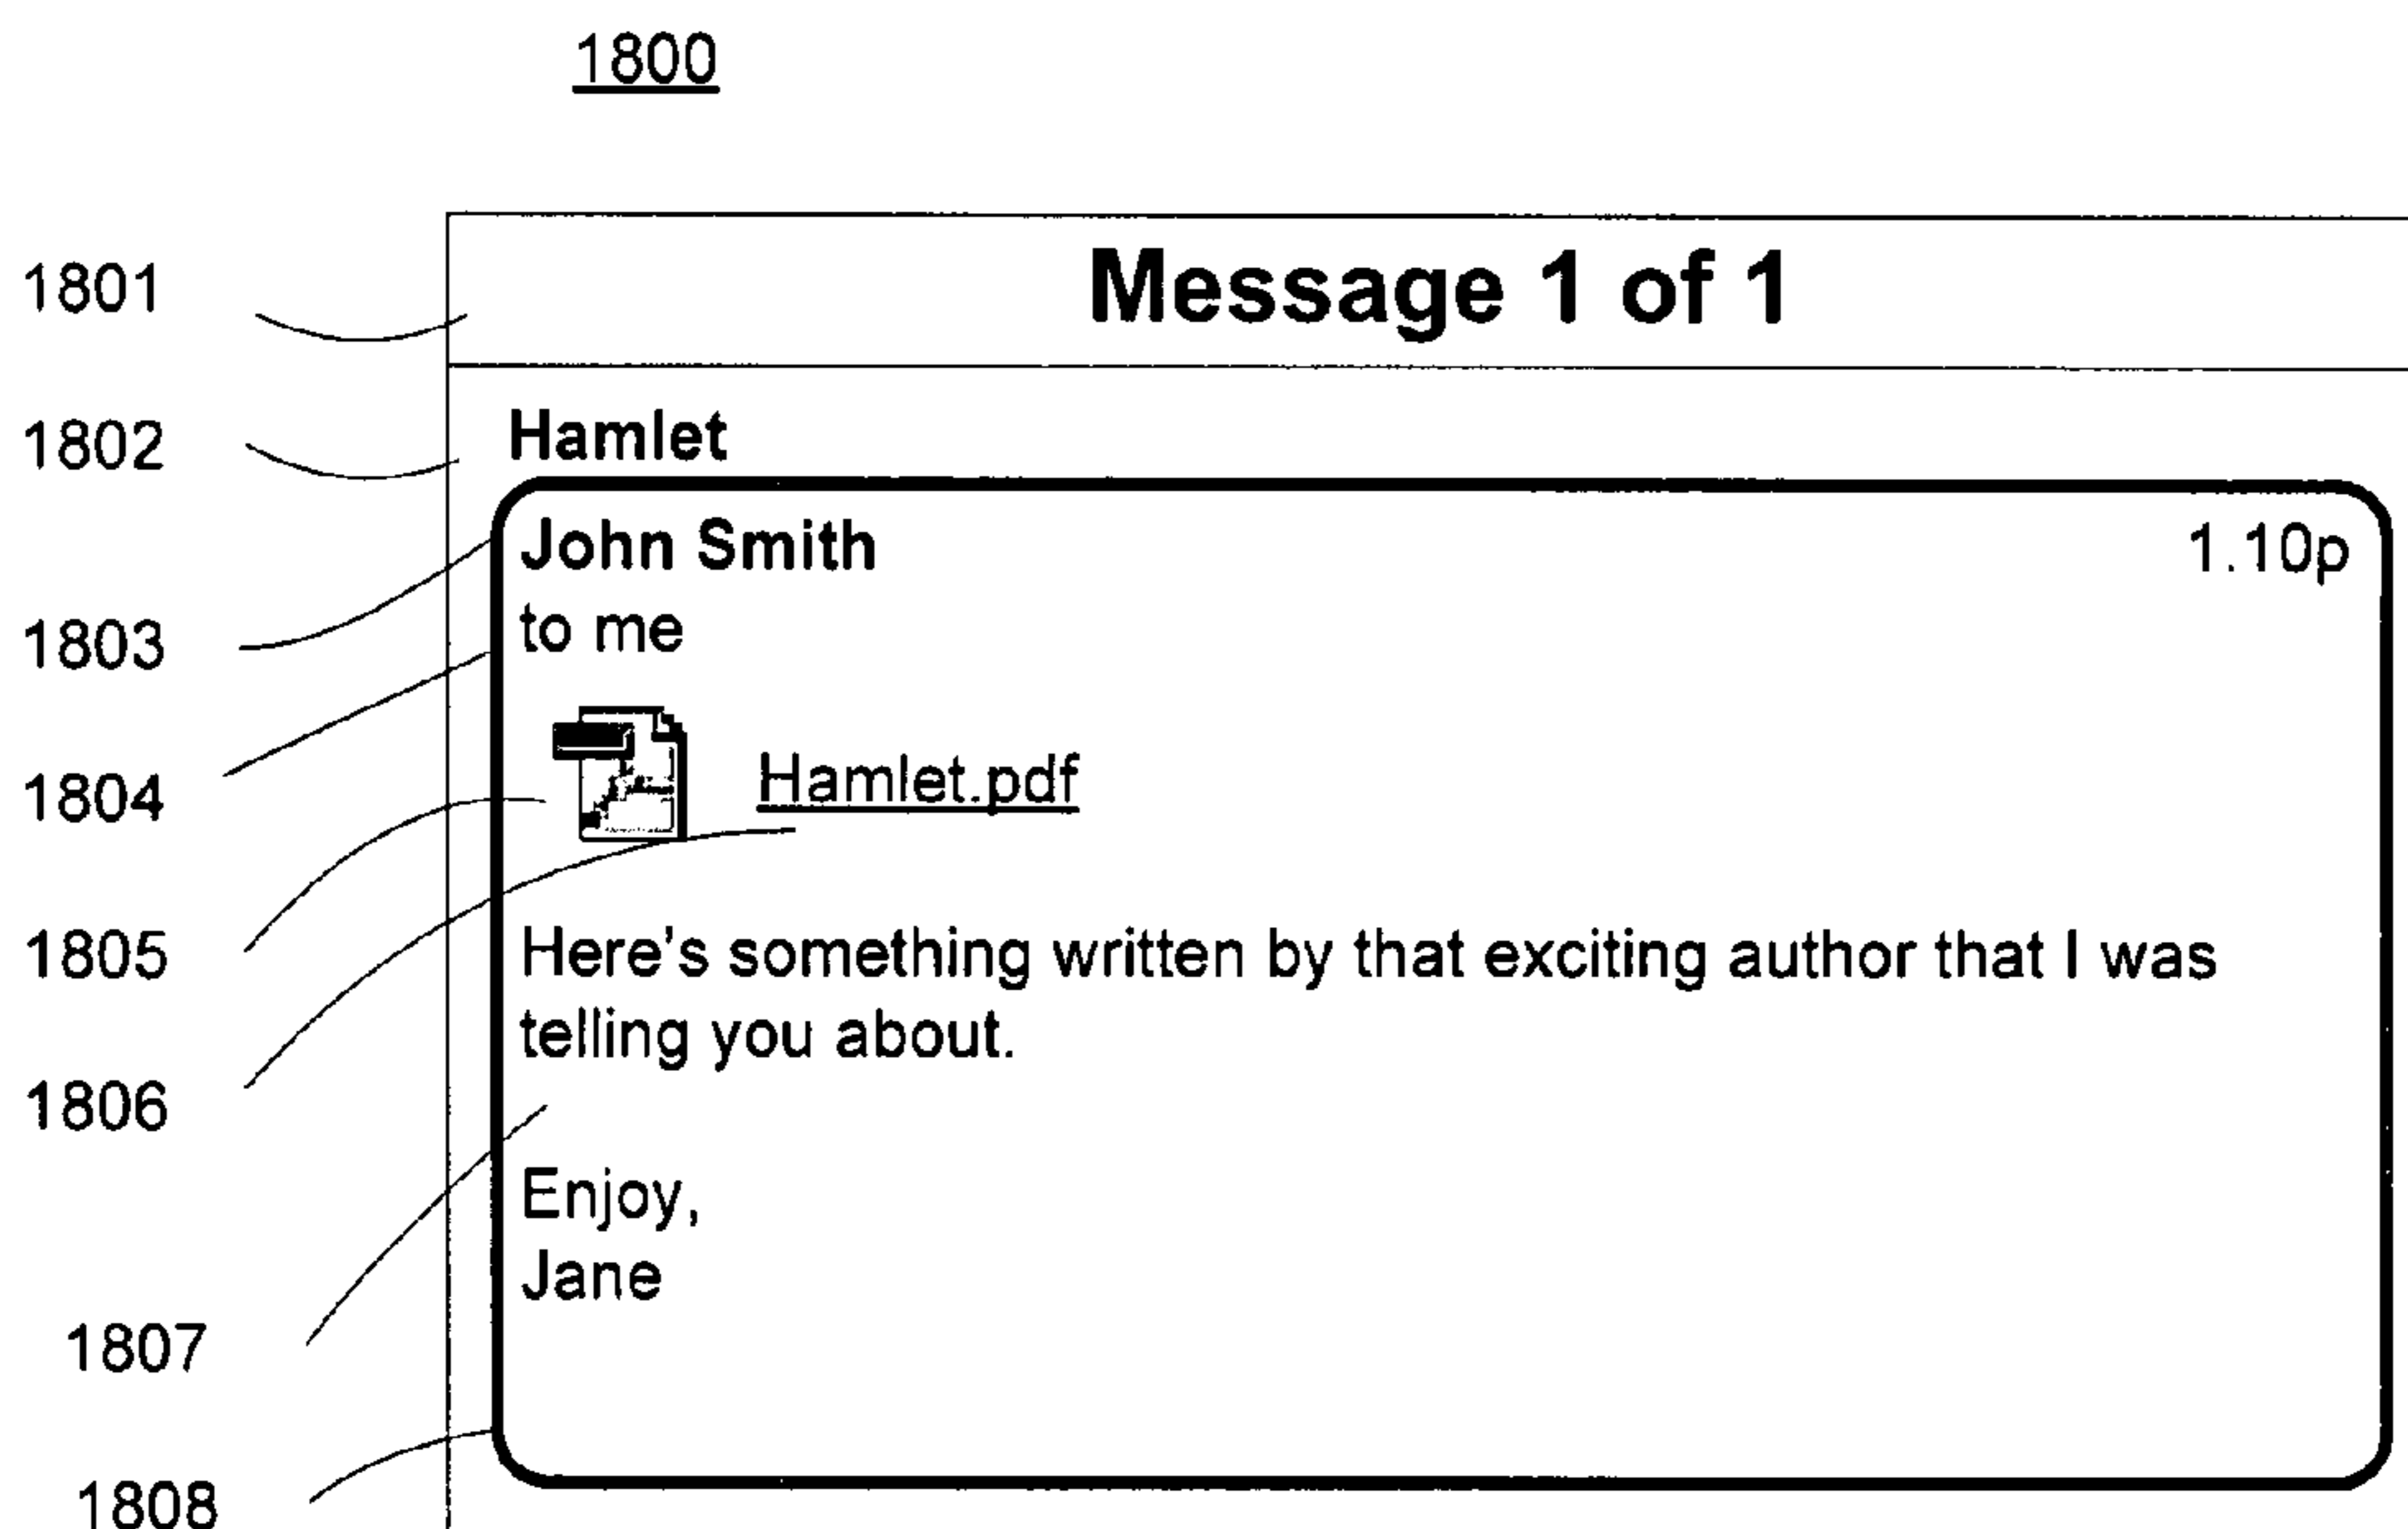 1800
1801
Message 1 of 1
1802
Hamlet
John Smith 1.10p
1803
to me
1804
Hamlet.pdf
1805
Here's something written by that exciting author that I was
telling you about.
1806
Enjoy,
Jane
1807
1808